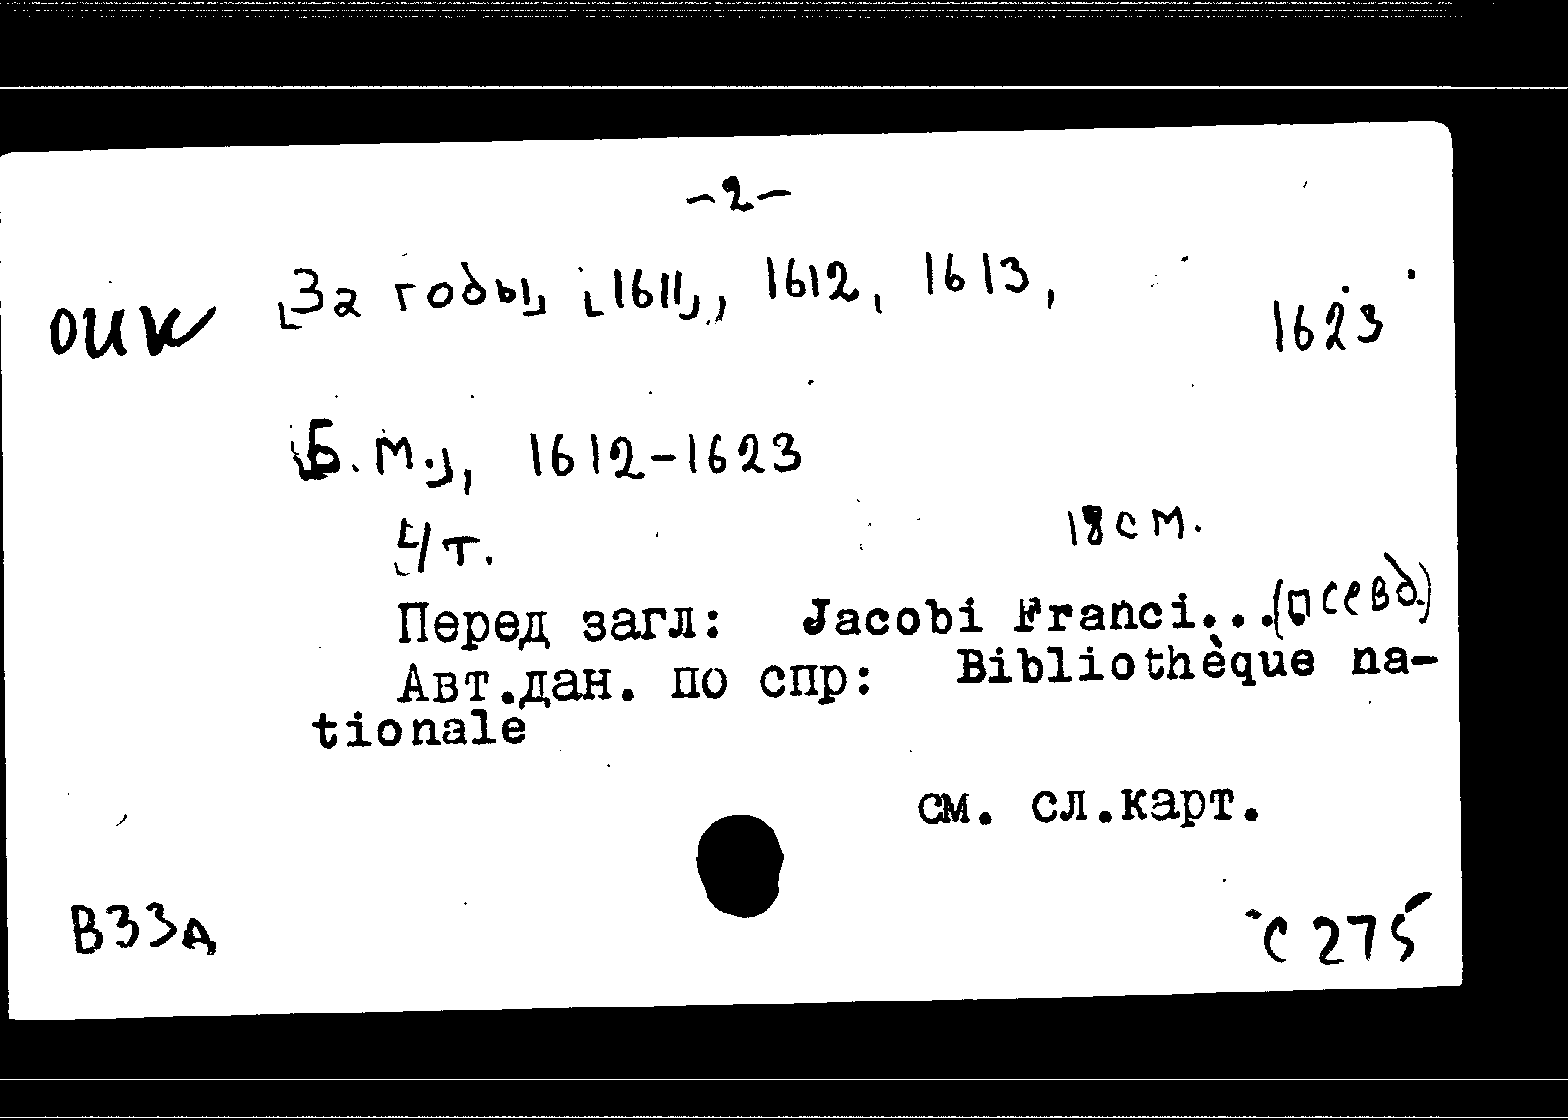 -2-
[За годы] [1611], 1612, 1613,
ОИК 1623
[Б.м.], 1612-1623
4 т. 18 см.
Перед загл: Jacobi Franci...(псевд.)
Авт.дан. по спр: Bibliothèque na-
tionale
см. сл.карт.
В33д С 275